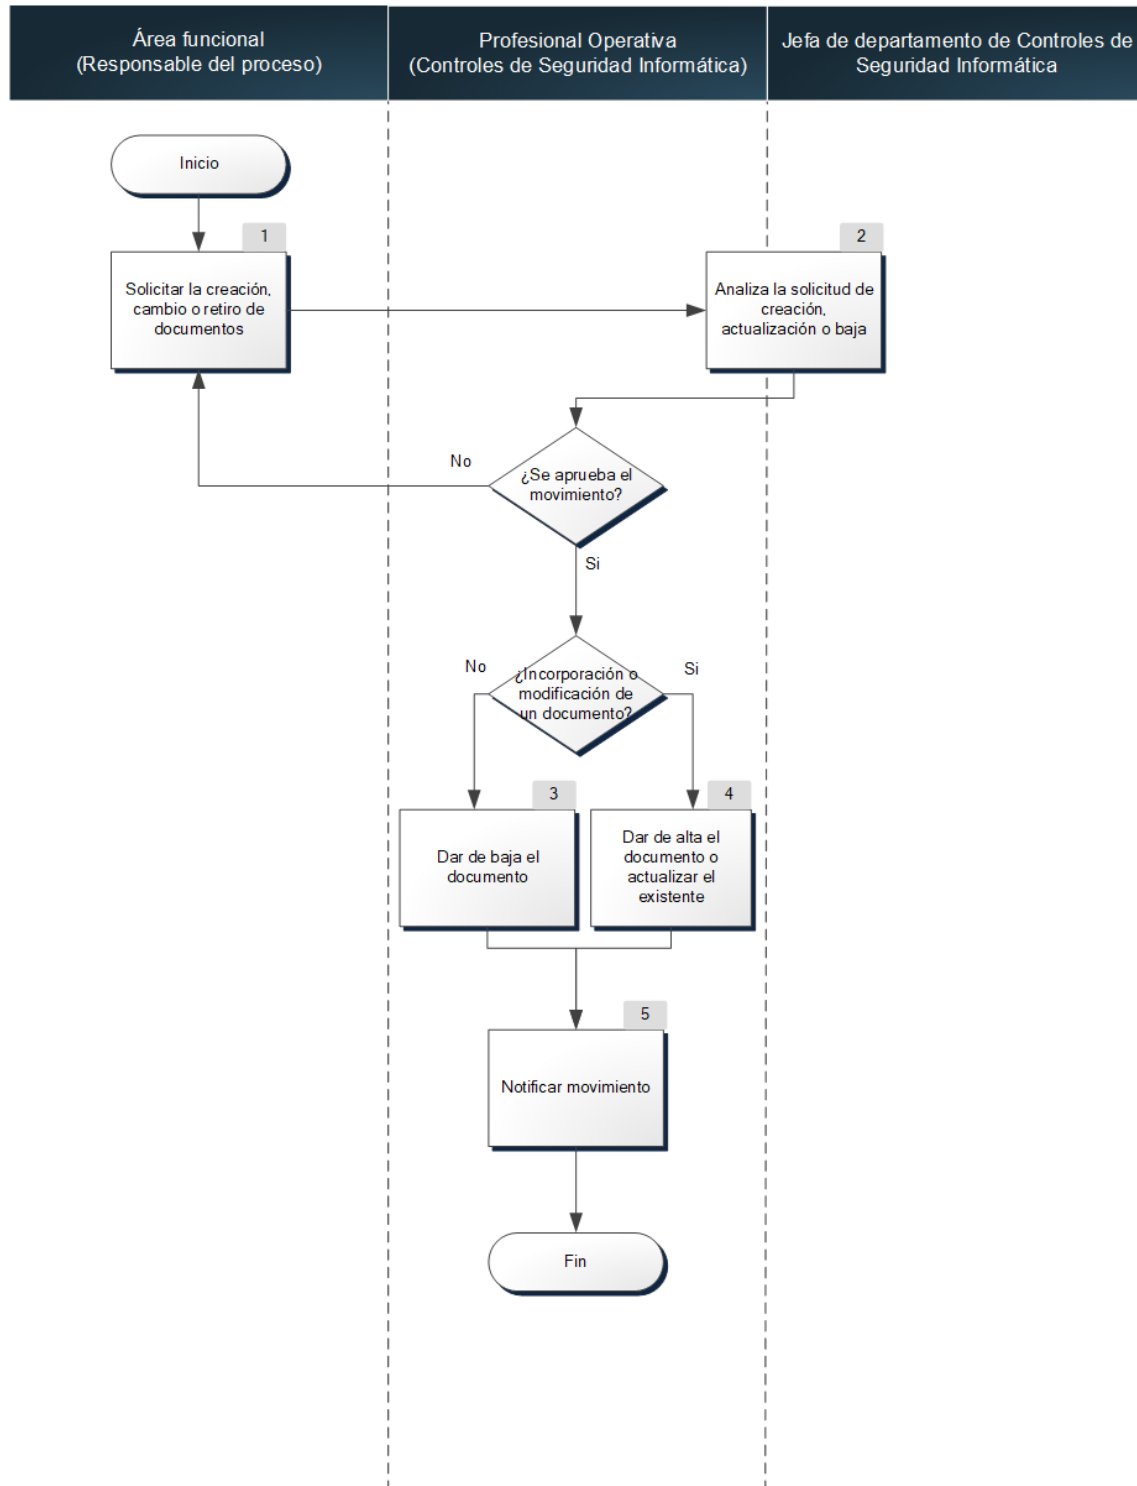 Área funcional
(Responsable del proceso)
Profesional Operativa
(Controles de Seguridad Informática)
Jefa de departamento de Controles de
Seguridad Informática
Inicio
1
Solicitar la creación,
cambio o retiro de
documentos
2
Analiza la solicitud de
creación,
actualización o baja
No
¿Se aprueba el
movimiento?
Si
No
¿Incorporación o
modificación de
un documento?
Si
3
Dar de baja el
documento
4
Dar de alta el
documento o
actualizar el
existente
5
Notificar movimiento
Fin